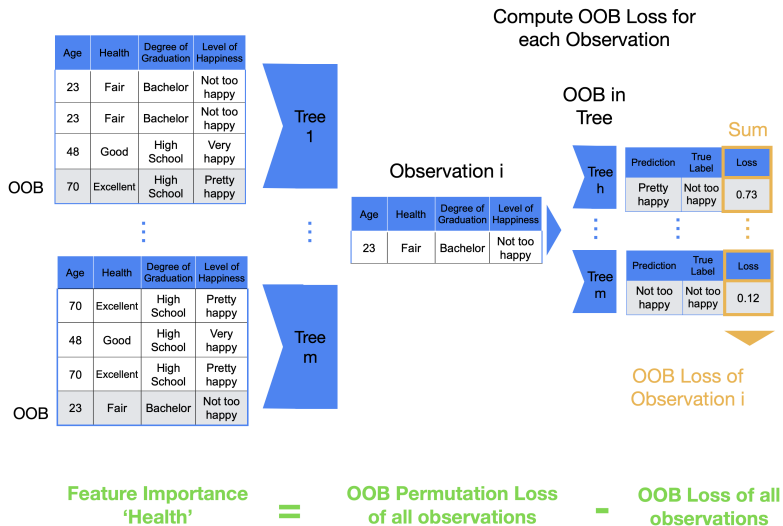 Compute OOB Loss for
each Observation
Age Health Degree of Graduation Level of Happiness
23 Fair Bachelor Not too happy
23 Fair Bachelor Not too happy
48 Good High School Very happy
OOB 70 Excellent High School Pretty happy
Tree
1
Age Health Degree of Graduation Level of Happiness
70 Excellent High School Pretty happy
48 Good High School Very happy
70 Excellent High School Pretty happy
OOB 23 Fair Bachelor Not too happy
Tree
m
Observation i
Age Health Degree of Graduation Level of Happiness
23 Fair Bachelor Not too happy
OOB in
Tree
Sum
Tree
h
Prediction True Label Loss
Pretty happy Not too happy 0.73
Tree
m
Prediction True Label Loss
Not too happy Not too happy 0.12
OOB Loss of
Observation i
Feature Importance
‘Health’
=
OOB Permutation Loss
of all observations
-
OOB Loss of all
observations